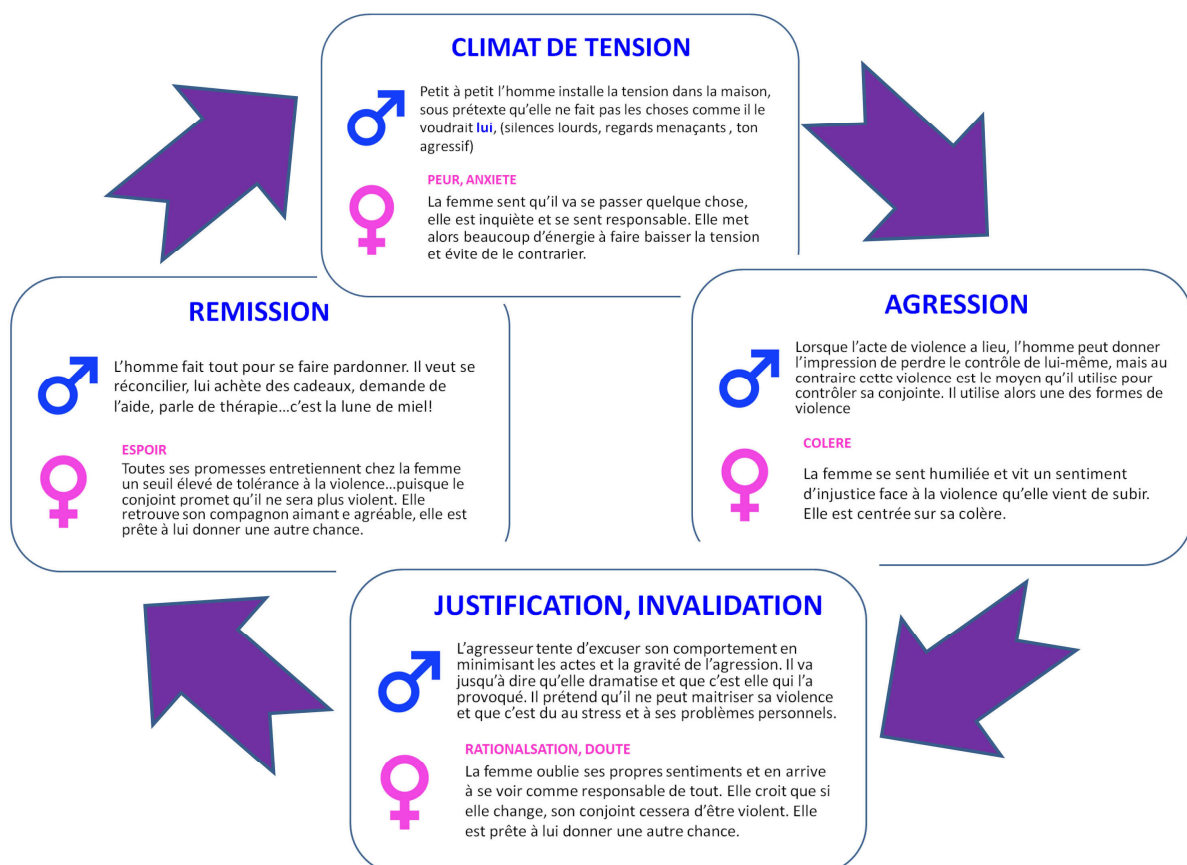 CLIMAT DE TENSION
Petit à petit l'homme installe la tension dans la maison,
sous prétexte qu'elle ne fait pas les choses comme il le
voudrait lui, (silences lourds, regards menaçants , ton
agressif)
PEUR, ANXIETE
La femme sent qu'il va se passer quelque chose,
elle est inquiète et se sent responsable. Elle met
alors beaucoup d'énergie à faire baisser la tension
et évite de le contrarier.
AGRESSION
Lorsque l'acte de violence a lieu, l'homme peut donner
l'impression de perdre le contrôle de lui-même, mais au
contraire cette violence est le moyen qu'il utilise pour
contrôler sa conjointe. Il utilise alors une des formes de
violence
COLERE
La femme se sent humiliée et vit un sentiment
d'injustice face à la violence qu'elle vient de subir.
Elle est centrée sur sa colère.
JUSTIFICATION, INVALIDATION
L'agresseur tente d'excuser son comportement en
minimisant les actes et la gravité de l'agression. Il va
jusqu'à dire qu'elle dramatise et que c'est elle qui l'a
provoqué. Il prétend qu'il ne peut maitriser sa violence
et que c'est du au stress et à ses problèmes personnels.
RATIONALSATION, DOUTE
La femme oublie ses propres sentiments et en arrive
à se voir comme responsable de tout. Elle croit que si
elle change, son conjoint cessera d'être violent. Elle
est prête à lui donner une autre chance.
REMISSION
L'homme fait tout pour se faire pardonner. Il veut se
réconcilier, lui achète des cadeaux, demande de
l'aide, parle de thérapie...c'est la lune de miel!
ESPOIR
Toutes ses promesses entretiennent chez la femme
un seuil élevé de tolérance à la violence...puisque le
conjoint promet qu'il ne sera plus violent. Elle
retrouve son compagnon aimant e agréable, elle est
prête à lui donner une autre chance.